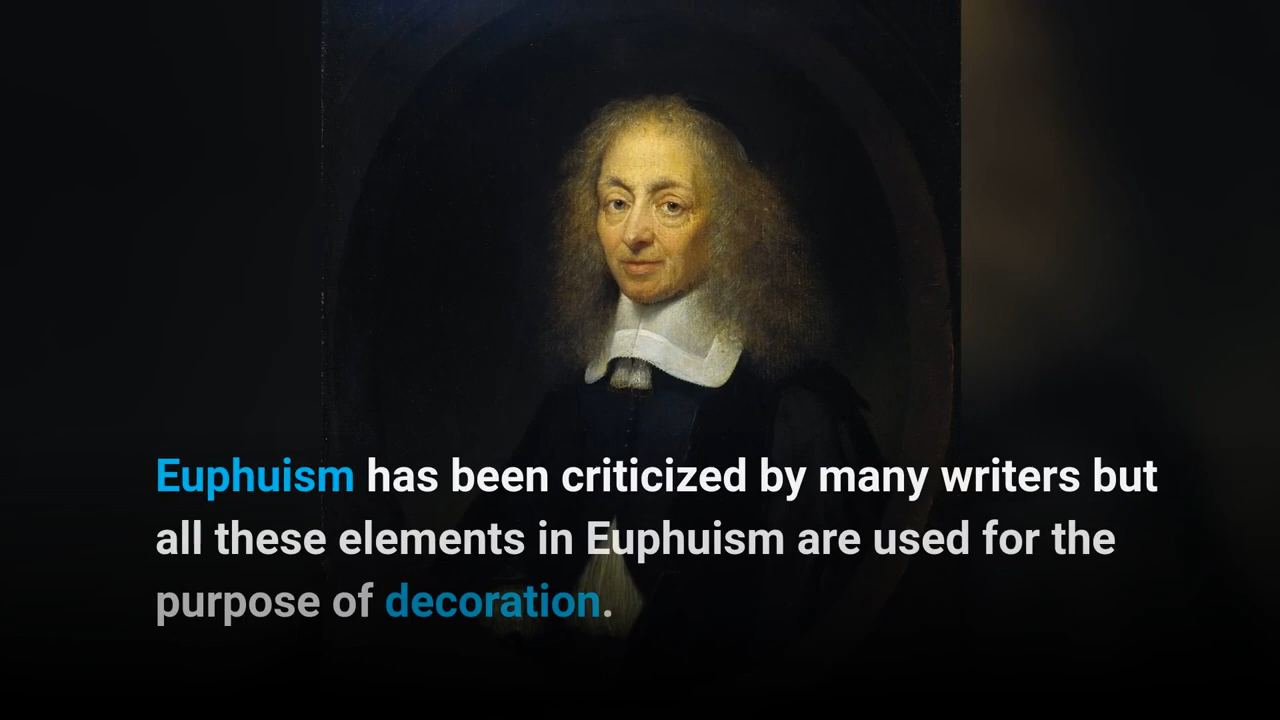 Euphuism has been criticized by many writers but
all these elements in Euphuism are used for the
purpose of decoration.